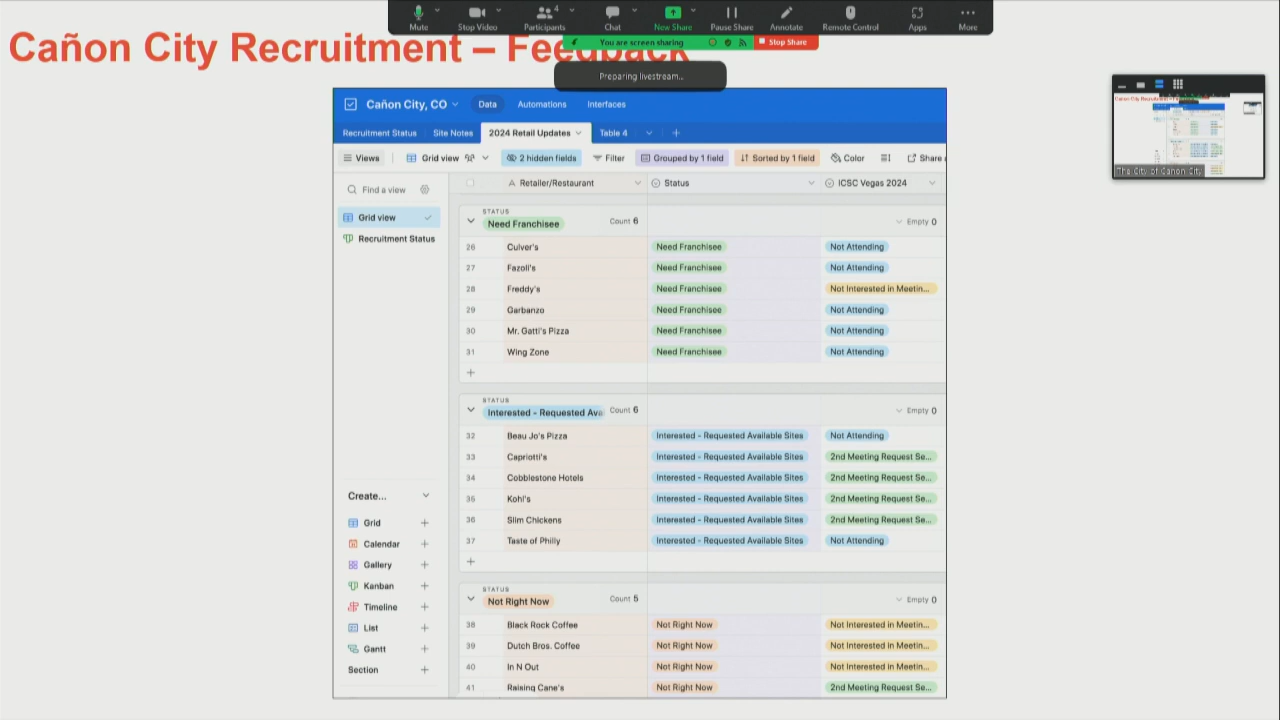 Mute
Stop Video
Participants
4
Chat
New Share
Pause Share
Annotate
Remote Control
Apps
More
You are screen sharing
Stop Share
Cañon City Recruitment – Feedback
Preparing livestream...
Cañon City, CO
Data
Automations
Interfaces
Recruitment Status
Site Notes
2024 Retail Updates
Table 4
Views
Grid view
2 hidden fields
Filter
Grouped by 1 field
Sorted by 1 field
Color
Share
Find a view
Grid view
Recruitment Status
Retailer/Restaurant
Status
ICSC Vegas 2024
STATUS
Need Franchisee Count 6 Empty 0
26 Culver's Need Franchisee Not Attending
27 Fazoli's Need Franchisee Not Attending
28 Freddy's Need Franchisee Not Interested in Meetin...
29 Garbanzo Need Franchisee Not Attending
30 Mr. Gatti's Pizza Need Franchisee Not Attending
31 Wing Zone Need Franchisee Not Attending
STATUS
Interested - Requested Ava Count 6 Empty 0
32 Beau Jo's Pizza Interested - Requested Available Sites Not Attending
33 Capriotti's Interested - Requested Available Sites 2nd Meeting Request Se...
34 Cobblestone Hotels Interested - Requested Available Sites 2nd Meeting Request Se...
35 Kohl's Interested - Requested Available Sites 2nd Meeting Request Se...
36 Slim Chickens Interested - Requested Available Sites 2nd Meeting Request Se...
37 Taste of Philly Interested - Requested Available Sites Not Attending
STATUS
Not Right Now Count 5 Empty 0
38 Black Rock Coffee Not Right Now Not Interested in Meetin...
39 Dutch Bros. Coffee Not Right Now Not Interested in Meetin...
40 In N Out Not Right Now Not Interested in Meetin...
41 Raising Cane's Not Right Now 2nd Meeting Request Se...
Create...
Grid
Calendar
Gallery
Kanban
Timeline
List
Gantt
Section
The City of Canon City